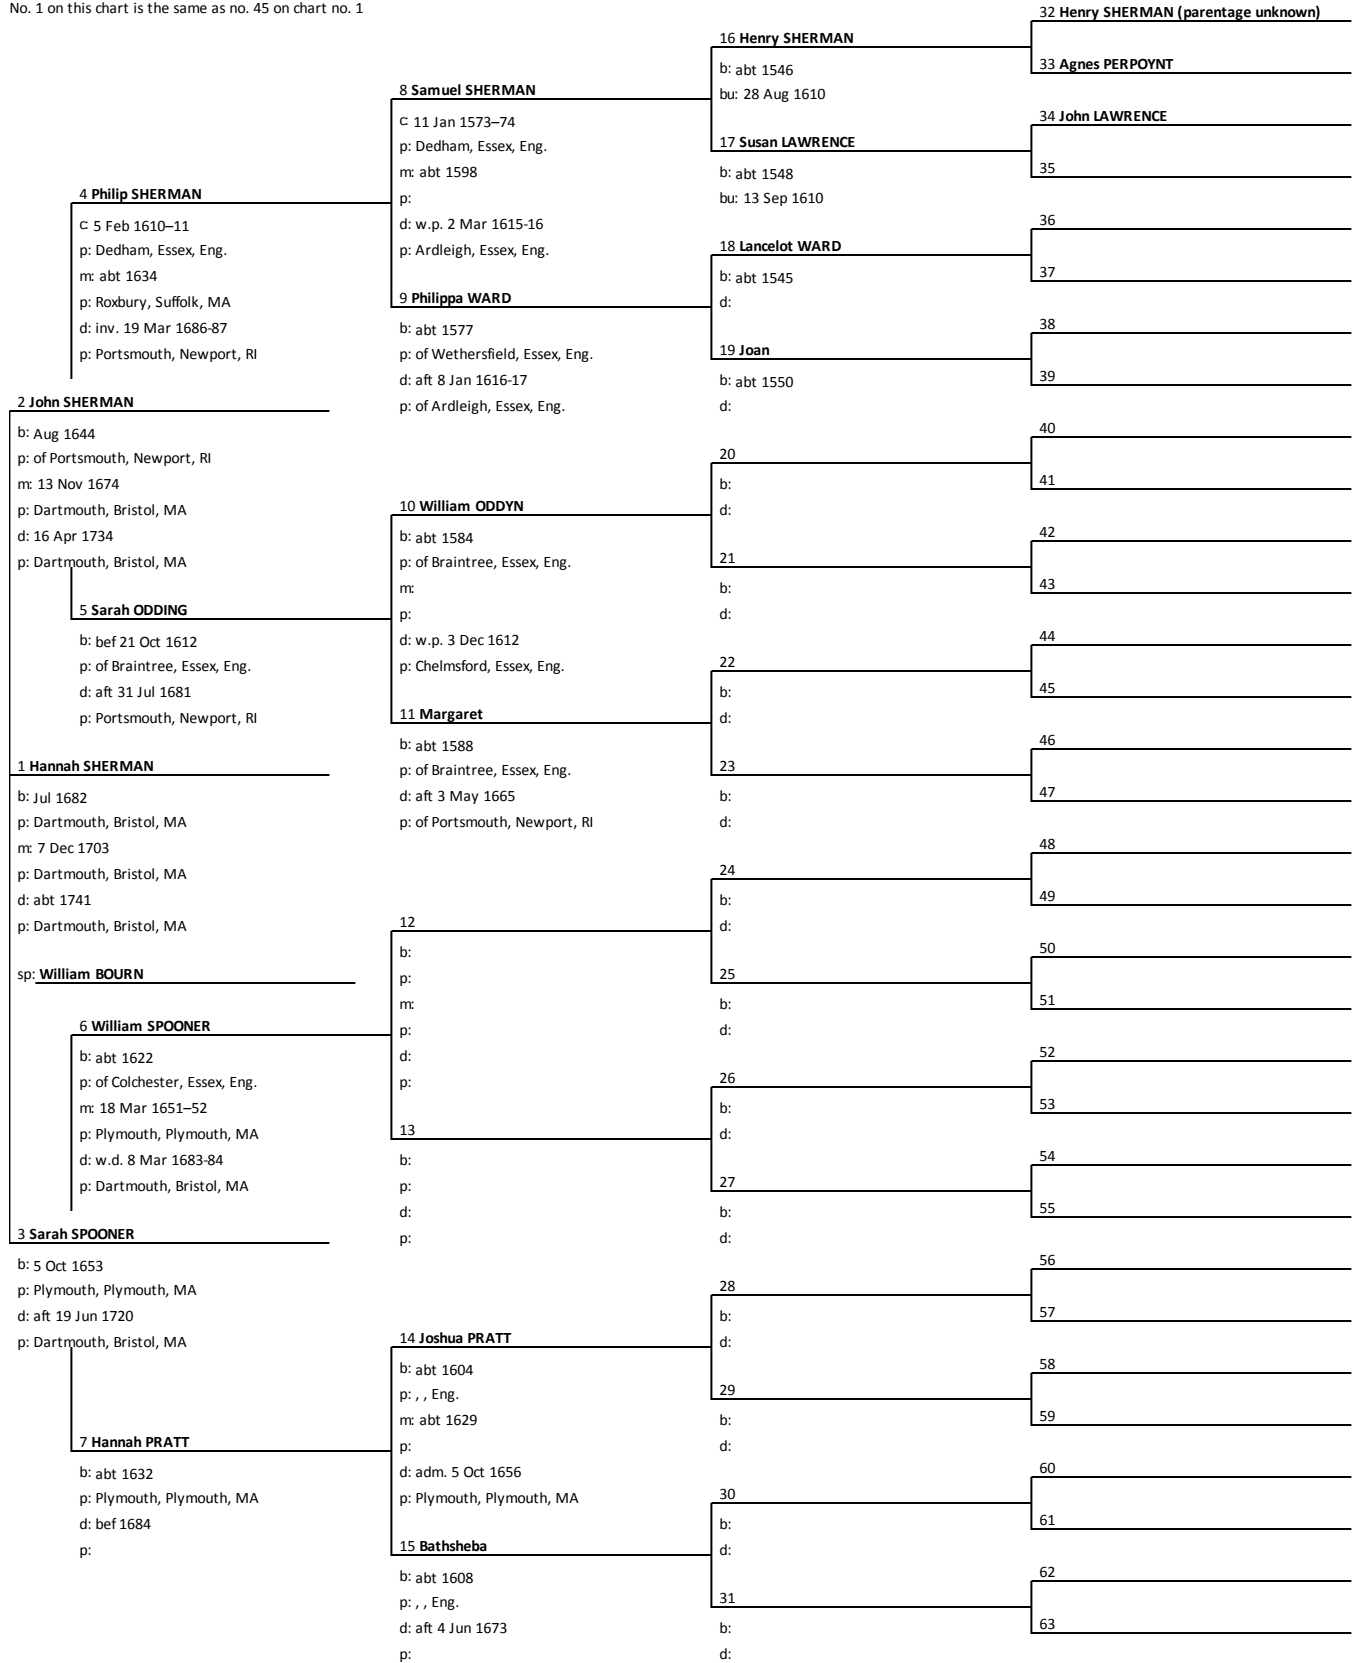 No. 1 on this chart is the same as no. 45 on chart no. 1
2 John SHERMAN
b: Aug 1644
p: of Portsmouth, Newport, RI
m: 13 Nov 1674
p: Dartmouth, Bristol, MA
d: 16 Apr 1734
p: Dartmouth, Bristol, MA
1 Hannah SHERMAN
b: Jul 1682
p: Dartmouth, Bristol, MA
m: 7 Dec 1703
p: Dartmouth, Bristol, MA
d: abt 1741
p: Dartmouth, Bristol, MA
sp: William BOURN
3 Sarah SPOONER
b: 5 Oct 1653
p: Plymouth, Plymouth, MA
d: aft 19 Jun 1720
p: Dartmouth, Bristol, MA
4 Philip SHERMAN
c: 5 Feb 1610–11
p: Dedham, Essex, Eng.
m: abt 1634
p: Roxbury, Suffolk, MA
d: inv. 19 Mar 1686-87
p: Portsmouth, Newport, RI
5 Sarah ODDING
b: bef 21 Oct 1612
p: of Braintree, Essex, Eng.
d: aft 31 Jul 1681
p: Portsmouth, Newport, RI
6 William SPOONER
b: abt 1622
p: of Colchester, Essex, Eng.
m: 18 Mar 1651–52
p: Plymouth, Plymouth, MA
d: w.d. 8 Mar 1683-84
p: Dartmouth, Bristol, MA
7 Hannah PRATT
b: abt 1632
p: Plymouth, Plymouth, MA
d: bef 1684
p:
8 Samuel SHERMAN
c: 11 Jan 1573–74
p: Dedham, Essex, Eng.
m: abt 1598
p:
d: w.p. 2 Mar 1615-16
p: Ardleigh, Essex, Eng.
9 Philippa WARD
b: abt 1577
p: of Wethersfield, Essex, Eng.
d: aft 8 Jan 1616-17
p: of Ardleigh, Essex, Eng.
10 William ODDYN
b: abt 1584
p: of Braintree, Essex, Eng.
m:
p:
d: w.p. 3 Dec 1612
p: Chelmsford, Essex, Eng.
11 Margaret
b: abt 1588
p: of Braintree, Essex, Eng.
d: aft 3 May 1665
p: of Portsmouth, Newport, RI
12
b:
p:
m:
p:
d:
p:
13
b:
p:
d:
p:
14 Joshua PRATT
b: abt 1604
p: , , Eng.
m: abt 1629
p:
d: adm. 5 Oct 1656
p: Plymouth, Plymouth, MA
15 Bathsheba
b: abt 1608
p: , , Eng.
d: aft 4 Jun 1673
p:
16 Henry SHERMAN
b: abt 1546
bu: 28 Aug 1610
17 Susan LAWRENCE
b: abt 1548
bu: 13 Sep 1610
18 Lancelot WARD
b: abt 1545
d:
19 Joan
b: abt 1550
d:
20
b:
d:
21
b:
d:
22
b:
d:
23
b:
d:
24
b:
d:
25
b:
d:
26
b:
d:
27
b:
d:
28
b:
d:
29
b:
d:
30
b:
d:
31
b:
d:
32 Henry SHERMAN (parentage unknown)
33 Agnes PERPOYNT
34 John LAWRENCE
35
36
37
38
39
40
41
42
43
44
45
46
47
48
49
50
51
52
53
54
55
56
57
58
59
60
61
62
63